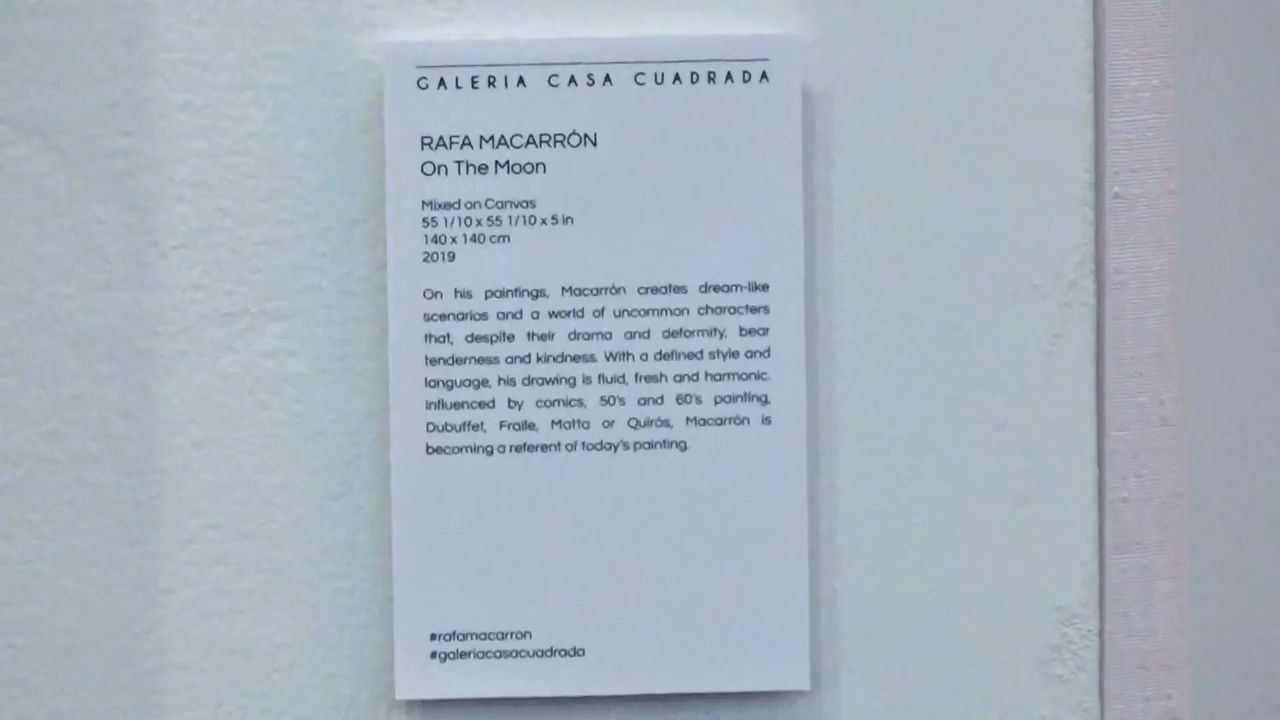 GALERIA CASA CUADRADA
RAFA MACARRÓN
On The Moon
Mixed on Canvas
55 1/10 x 55 1/10 x 5 in
140 x 140 cm
2019
On his paintings, Macarrón creates dream-like
scenarios and a world of uncommon characters
that, despite their drama and deformity, bear
tenderness and kindness. With a defined style and
language, his drawing is fluid, fresh and harmonic.
Influenced by comics, 50's and 60's painting,
Dubuffet, Fraile, Matta or Quirós, Macarrón is
becoming a referent of today's painting.
#rafamacarron
#galeriacasacuadrada